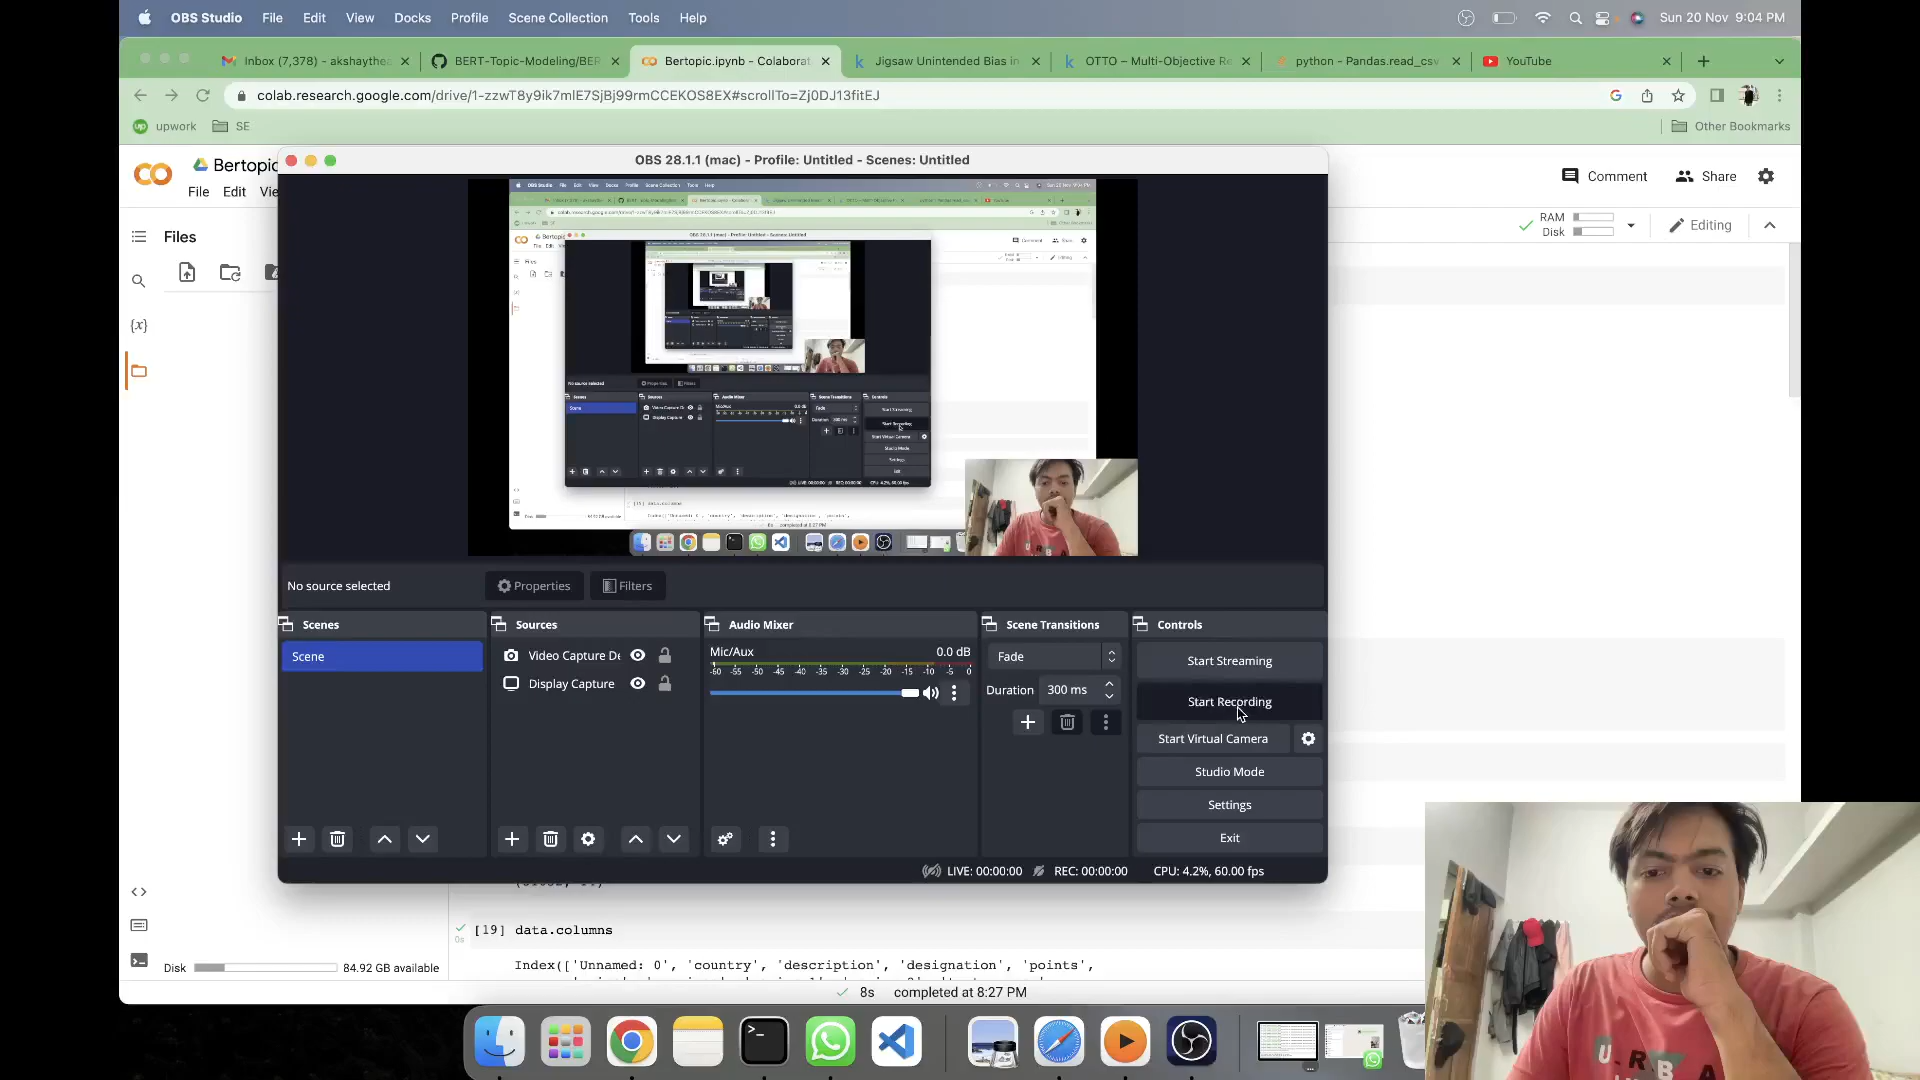 OBS Studio File Edit View Docks Profile Scene Collection Tools Help Sun 20 Nov 9:04 PM
Inbox (7,378) - akshaythea BERT-Topic-Modeling/BER Bertopic.ipynb - Colaborat Jigsaw Unintended Bias in OTTO – Multi-Objective Re python - Pandas.read_csv YouTube
colab.research.google.com/drive/1-zzwT8y9ik7mlE7SjBj99rmCCEKOS8EX#scrollTo=Zj0DJ13fitEJ
upwork SE Other Bookmarks
OBS 28.1.1 (mac) - Profile: Untitled - Scenes: Untitled
Bertopic
File Edit Vie Comment Share
RAM
Disk
Editing
Files
No source selected Properties Filters
Scenes Sources Audio Mixer Scene Transitions Controls
Scene Video Capture De Mic/Aux 0.0 dB Fade Start Streaming
-60 -55 -50 -45 -40 -35 -30 -25 -20 -15 -10 -5 0
Display Capture Duration 300 ms Start Recording
Start Virtual Camera
Studio Mode
Settings
Exit
LIVE: 00:00:00 REC: 00:00:00 CPU: 4.2%, 60.00 fps
[19] data.columns
0s
Index(['Unnamed: 0', 'country', 'description', 'designation', 'points',
Disk 84.92 GB available
8s completed at 8:27 PM
URB